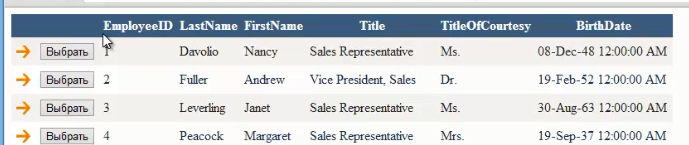 EmployeeID LastName FirstName Title TitleOfCourtesy BirthDate
Выбрать 1 Davolio Nancy Sales Representative Ms. 08-Dec-48 12:00:00 AM
Выбрать 2 Fuller Andrew Vice President, Sales Dr. 19-Feb-52 12:00:00 AM
Выбрать 3 Leverling Janet Sales Representative Ms. 30-Aug-63 12:00:00 AM
Выбрать 4 Peacock Margaret Sales Representative Mrs. 19-Sep-37 12:00:00 AM